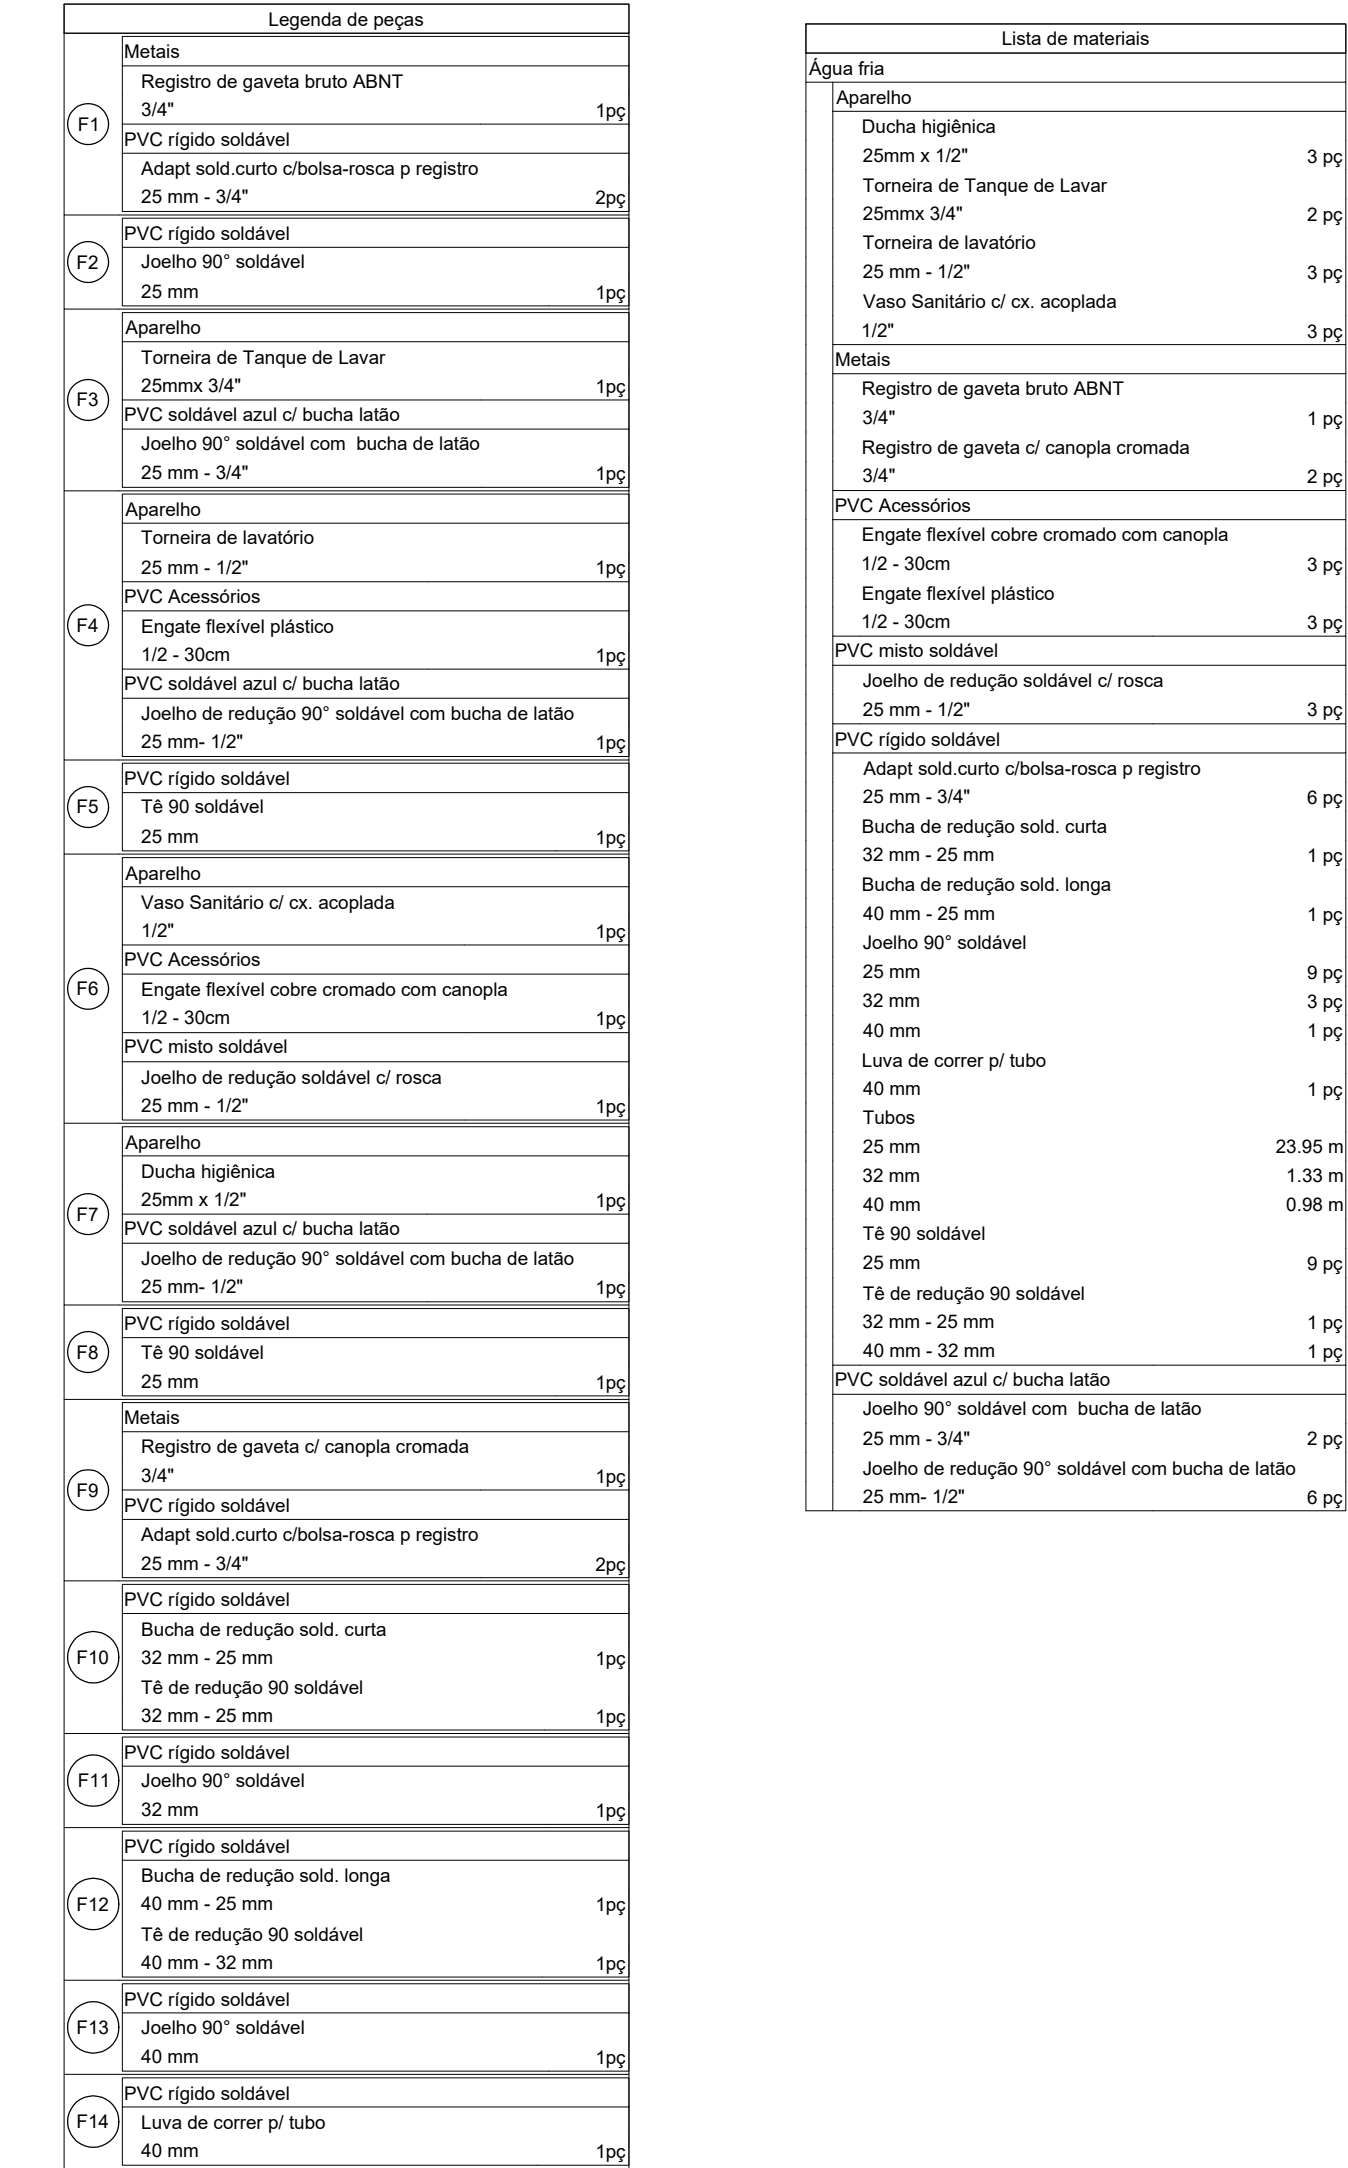 Legenda de peças
F1
Metais
Registro de gaveta bruto ABNT
3/4" 1pç
PVC rígido soldável
Adapt sold.curto c/bolsa-rosca p registro
25 mm - 3/4" 2pç
F2
PVC rígido soldável
Joelho 90° soldável
25 mm 1pç
F3
Aparelho
Torneira de Tanque de Lavar
25mmx 3/4" 1pç
PVC soldável azul c/ bucha latão
Joelho 90° soldável com  bucha de latão
25 mm - 3/4" 1pç
F4
Aparelho
Torneira de lavatório
25 mm - 1/2" 1pç
PVC Acessórios
Engate flexível plástico
1/2 - 30cm 1pç
PVC soldável azul c/ bucha latão
Joelho de redução 90° soldável com bucha de latão
25 mm- 1/2" 1pç
F5
PVC rígido soldável
Tê 90 soldável
25 mm 1pç
F6
Aparelho
Vaso Sanitário c/ cx. acoplada
1/2" 1pç
PVC Acessórios
Engate flexível cobre cromado com canopla
1/2 - 30cm 1pç
PVC misto soldável
Joelho de redução soldável c/ rosca
25 mm - 1/2" 1pç
F7
Aparelho
Ducha higiênica
25mm x 1/2" 1pç
PVC soldável azul c/ bucha latão
Joelho de redução 90° soldável com bucha de latão
25 mm- 1/2" 1pç
F8
PVC rígido soldável
Tê 90 soldável
25 mm 1pç
F9
Metais
Registro de gaveta c/ canopla cromada
3/4" 1pç
PVC rígido soldável
Adapt sold.curto c/bolsa-rosca p registro
25 mm - 3/4" 2pç
F10
PVC rígido soldável
Bucha de redução sold. curta
32 mm - 25 mm 1pç
Tê de redução 90 soldável
32 mm - 25 mm 1pç
F11
PVC rígido soldável
Joelho 90° soldável
32 mm 1pç
F12
PVC rígido soldável
Bucha de redução sold. longa
40 mm - 25 mm 1pç
Tê de redução 90 soldável
40 mm - 32 mm 1pç
F13
PVC rígido soldável
Joelho 90° soldável
40 mm 1pç
F14
PVC rígido soldável
Luva de correr p/ tubo
40 mm 1pç
Lista de materiais
Água fria
Aparelho
Ducha higiênica
25mm x 1/2" 3 pç
Torneira de Tanque de Lavar
25mmx 3/4" 2 pç
Torneira de lavatório
25 mm - 1/2" 3 pç
Vaso Sanitário c/ cx. acoplada
1/2" 3 pç
Metais
Registro de gaveta bruto ABNT
3/4" 1 pç
Registro de gaveta c/ canopla cromada
3/4" 2 pç
PVC Acessórios
Engate flexível cobre cromado com canopla
1/2 - 30cm 3 pç
Engate flexível plástico
1/2 - 30cm 3 pç
PVC misto soldável
Joelho de redução soldável c/ rosca
25 mm - 1/2" 3 pç
PVC rígido soldável
Adapt sold.curto c/bolsa-rosca p registro
25 mm - 3/4" 6 pç
Bucha de redução sold. curta
32 mm - 25 mm 1 pç
Bucha de redução sold. longa
40 mm - 25 mm 1 pç
Joelho 90° soldável
25 mm 9 pç
32 mm 3 pç
40 mm 1 pç
Luva de correr p/ tubo
40 mm 1 pç
Tubos
25 mm 23.95 m
32 mm 1.33 m
40 mm 0.98 m
Tê 90 soldável
25 mm 9 pç
Tê de redução 90 soldável
32 mm - 25 mm 1 pç
40 mm - 32 mm 1 pç
PVC soldável azul c/ bucha latão
Joelho 90° soldável com  bucha de latão
25 mm - 3/4" 2 pç
Joelho de redução 90° soldável com bucha de latão
25 mm- 1/2" 6 pç